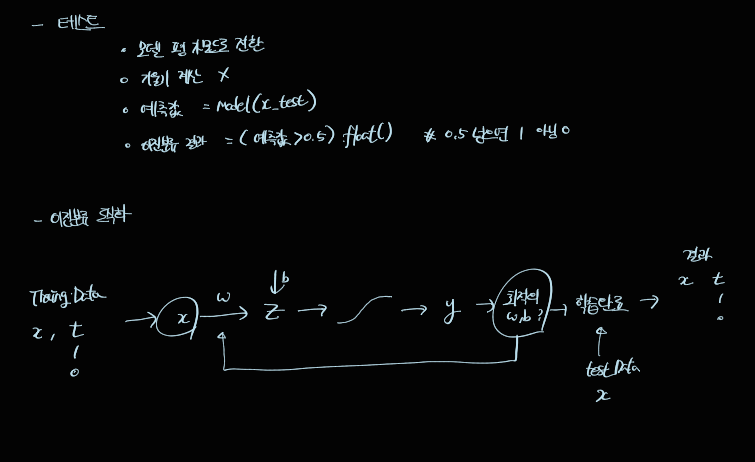 - 테스트
• 모델 평가모드로 전환
• 기울기 계산 X
• 예측값 = Model(x_test)
• 이진분류 결과 = (예측값 > 0.5).float() # 0.5 넘으면 1 아님 0
- 이진분류 도식화
Training Data
x, t
1
0
x
w
b
z
y
최적의
w, b ?
학습완료
test Data
x
결과
x t
1
0